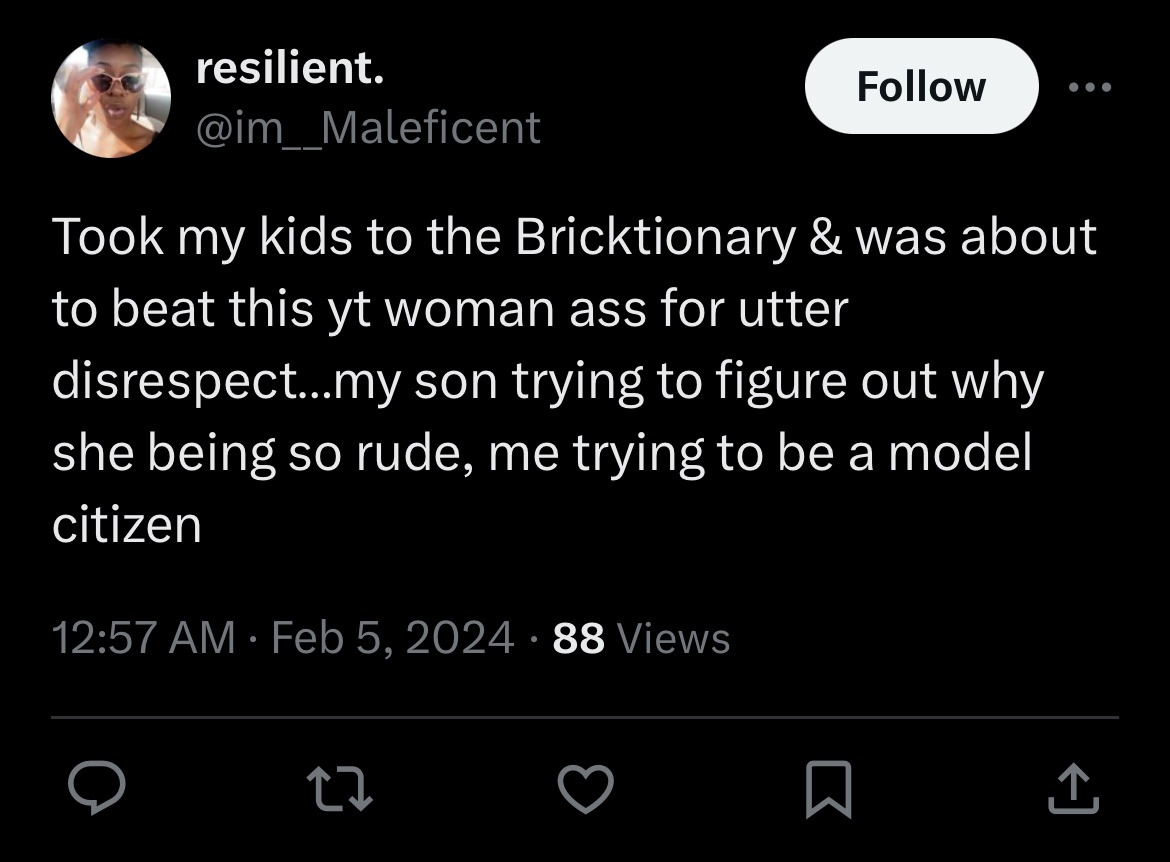 resilient.
@im__Maleficent
Follow
Took my kids to the Bricktionary & was about
to beat this yt woman ass for utter
disrespect...my son trying to figure out why
she being so rude, me trying to be a model
citizen
12:57 AM · Feb 5, 2024 · 88 Views